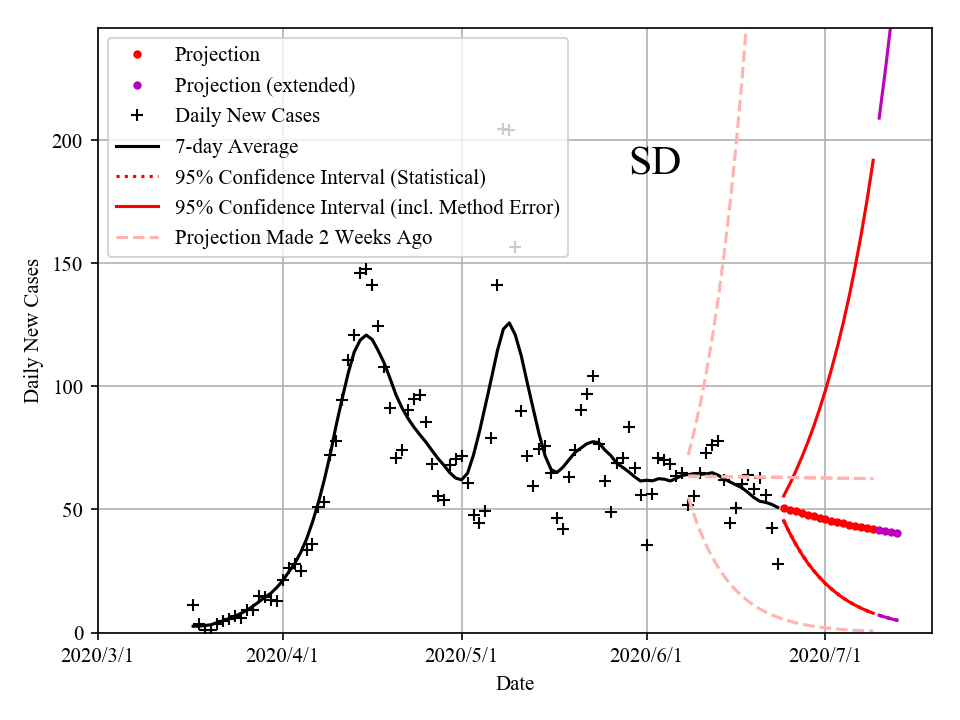 Projection
Projection (extended)
Daily New Cases
7-day Average
95% Confidence Interval (Statistical)
95% Confidence Interval (incl. Method Error)
Projection Made 2 Weeks Ago
SD
200
150
100
50
0
Daily New Cases
2020/3/1 2020/4/1 2020/5/1 2020/6/1 2020/7/1
Date